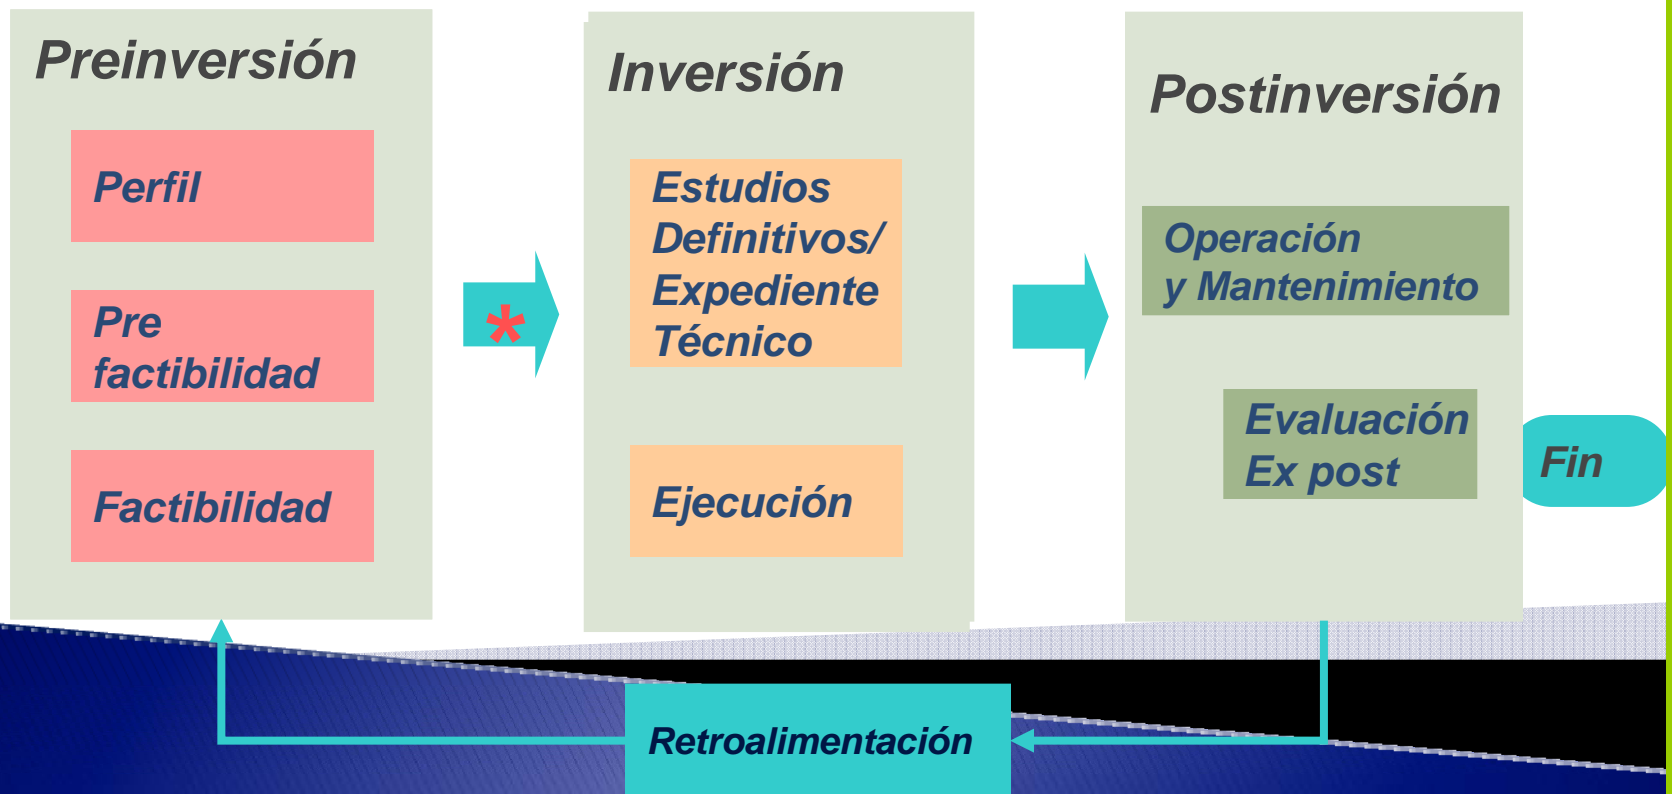 Preinversión
Perfil
Pre
factibilidad
Factibilidad
*
Inversión
Estudios
Definitivos/
Expediente
Técnico
Ejecución
Postinversión
Operación
y Mantenimiento
Evaluación
Ex post
Fin
Retroalimentación